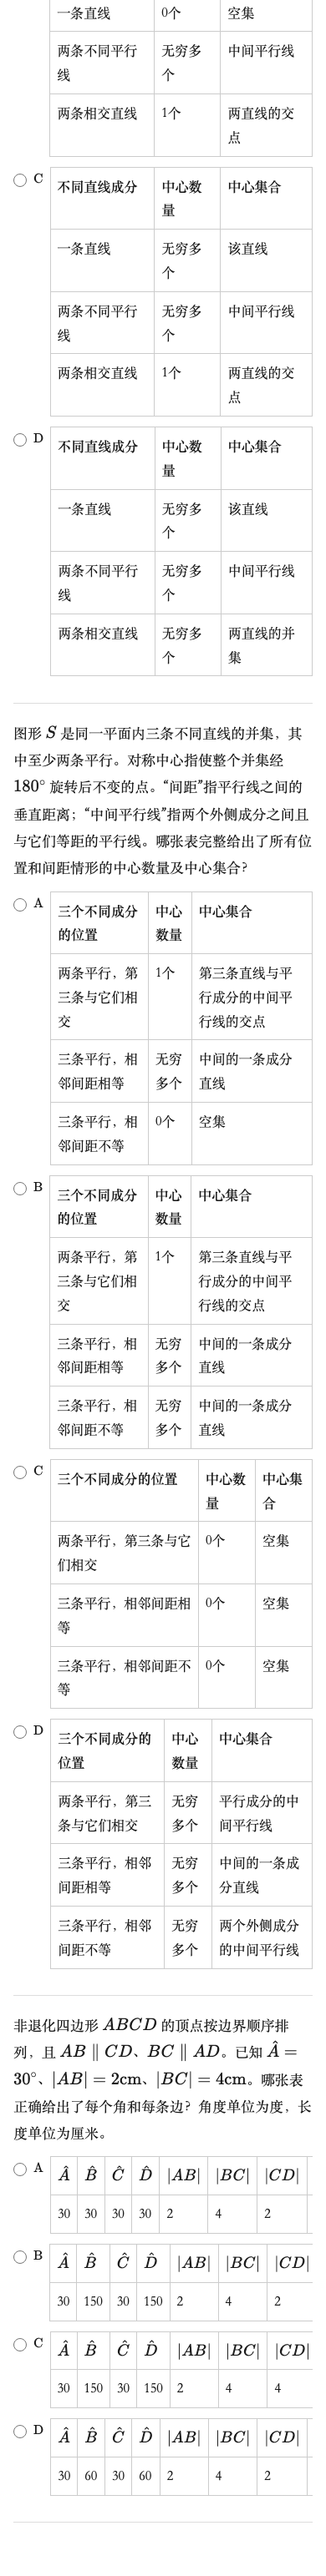 一条直线 0个 空集
两条不同平行 无穷多 中间平行线
线 个
两条相交直线 1个 两直线的交
点
C 不同直线成分 中心数 中心集合
量
一条直线 无穷多 该直线
个
两条不同平行 无穷多 中间平行线
线 个
两条相交直线 1个 两直线的交
点
D 不同直线成分 中心数 中心集合
量
一条直线 无穷多 该直线
个
两条不同平行 无穷多 中间平行线
线 个
两条相交直线 无穷多 两直线的并
个 集
图形 S 是同一平面内三条不同直线的并集，其
中至少两条平行。对称中心指使整个并集经
180° 旋转后不变的点。“间距”指平行线之间的
垂直距离；“中间平行线”指两个外侧成分之间且
与它们等距的平行线。哪张表完整给出了所有位
置和间距情形的中心数量及中心集合？
A 三个不同成分 中心 中心集合
的位置 数量
两条平行，第 1个 第三条直线与平
三条与它们相 行成分的中间平
交 行线的交点
三条平行，相 无穷 中间的一条成分
邻间距相等 多个 直线
三条平行，相 0个 空集
邻间距不等
B 三个不同成分 中心 中心集合
的位置 数量
两条平行，第 1个 第三条直线与平
三条与它们相 行成分的中间平
交 行线的交点
三条平行，相 无穷 中间的一条成分
邻间距相等 多个 直线
三条平行，相 无穷 中间的一条成分
邻间距不等 多个 直线
C 三个不同成分的位置 中心数 中心集
量 合
两条平行，第三条与它 0个 空集
们相交
三条平行，相邻间距相 0个 空集
等
三条平行，相邻间距不 0个 空集
等
D 三个不同成分的 中心 中心集合
位置 数量
两条平行，第三 无穷 平行成分的中
条与它们相交 多个 间平行线
三条平行，相邻 无穷 中间的一条成
间距相等 多个 分直线
三条平行，相邻 无穷 两个外侧成分
间距不等 多个 的中间平行线
非退化四边形 ABCD 的顶点按边界顺序排
列，且 AB ∥ CD、BC ∥ AD。已知 Â =
30°、|AB| = 2cm、|BC| = 4cm。哪张表
正确给出了每个角和每条边？角度单位为度，长
度单位为厘米。
A Â B̂ Ĉ D̂ |AB| |BC| |CD|
30 30 30 30 2 4 2
B Â B̂ Ĉ D̂ |AB| |BC| |CD|
30 150 30 150 2 4 2
C Â B̂ Ĉ D̂ |AB| |BC| |CD|
30 150 30 150 2 4 4
D Â B̂ Ĉ D̂ |AB| |BC| |CD|
30 60 30 60 2 4 2